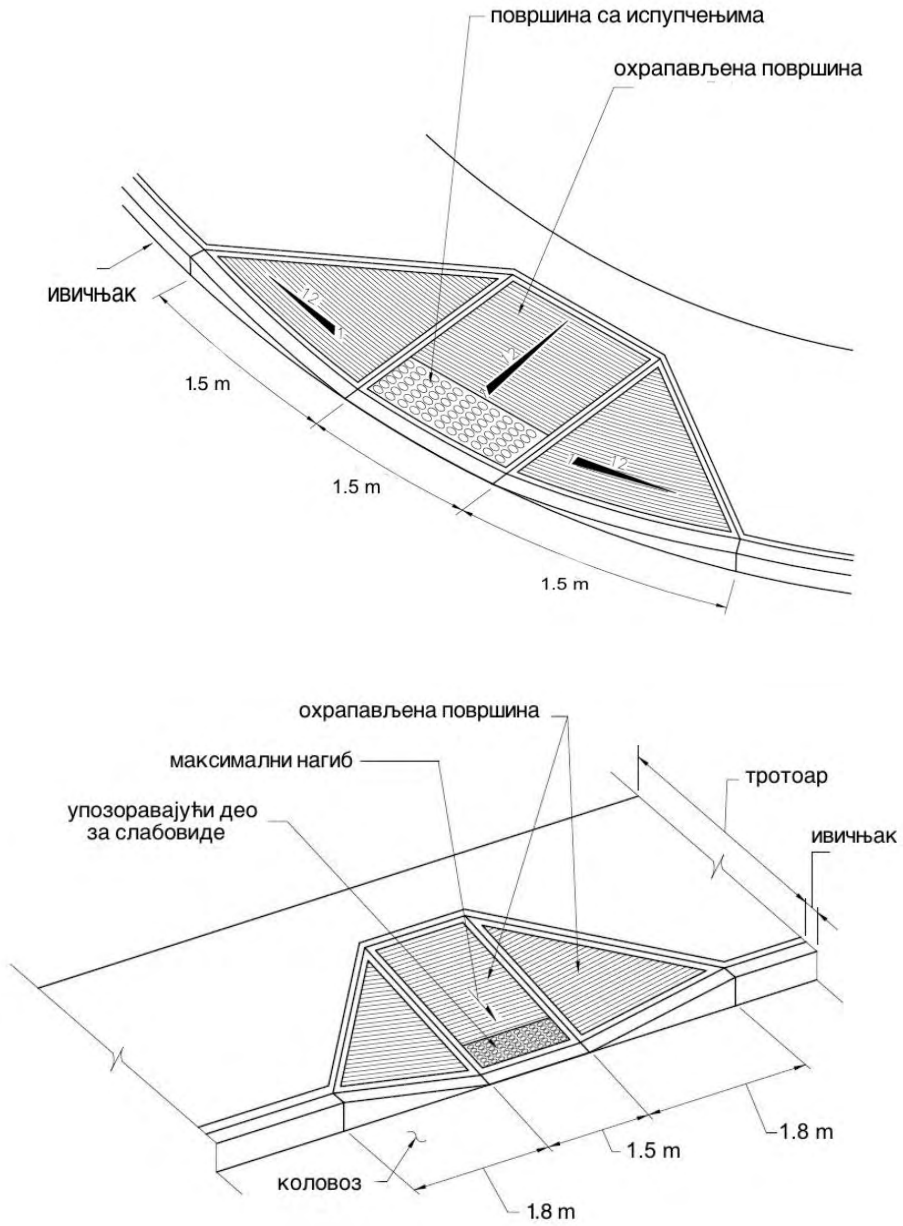 површина са испупчењима
охрапављена површина
ивичњак
12
1
12
1
12
1.5 m
1.5 m
1.5 m
охрапављена површина
максимални нагиб
тротоар
упозоравајући део
за слабовиде
ивичњак
1.8 m
1.5 m
коловоз
1.8 m